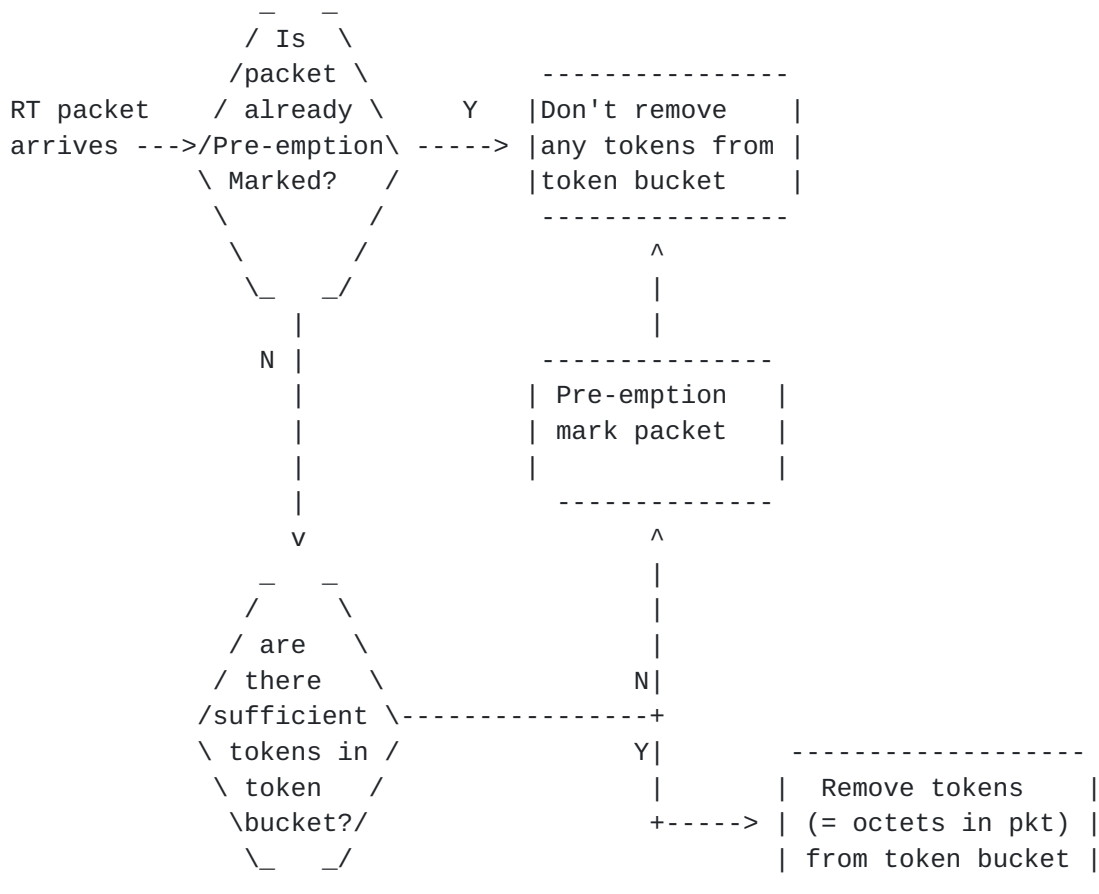 _   _
               / Is  \
              /packet \           ----------------
RT packet    / already \     Y   |Don't remove    |
arrives --->/Pre-emption\ -----> |any tokens from |
            \ Marked?   /        |token bucket    |
             \         /          ----------------
              \       /                  ^
               \_   _/                   |
                  |                      |
                N |               ---------------
                  |              | Pre-emption   |
                  |              | mark packet   |
                  |              |               |
                  |                --------------
                  v                      ^
                _   _                    |
               /     \                   |
              / are   \                  |
             / there   \                N|
            /sufficient \----------------+
            \ tokens in /               Y|        -------------------
             \ token   /                 |       |  Remove tokens    |
              \bucket?/                  +-----> | (= octets in pkt) |
               \_   _/                           | from token bucket |